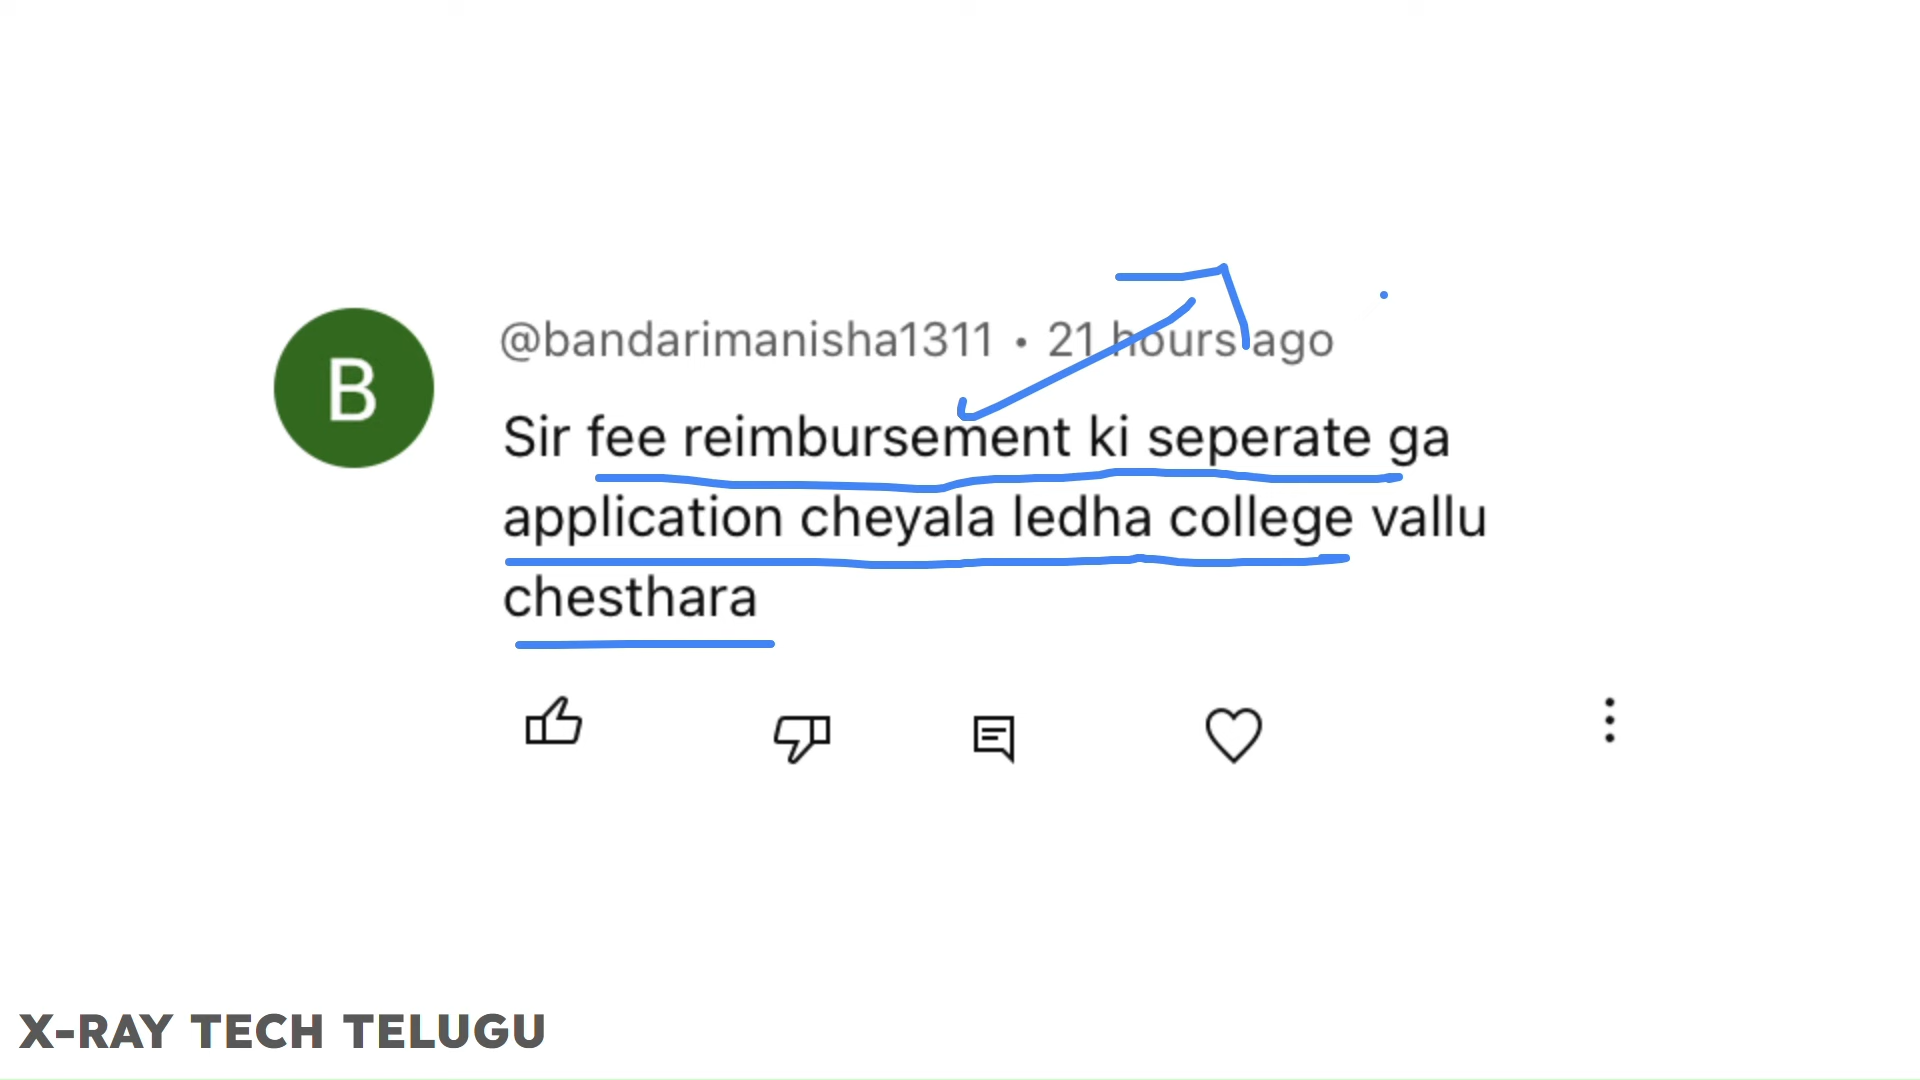 B
@bandarimanisha1311 • 21 hours ago
Sir fee reimbursement ki seperate ga
application cheyala ledha college vallu
chesthara
X-RAY TECH TELUGU